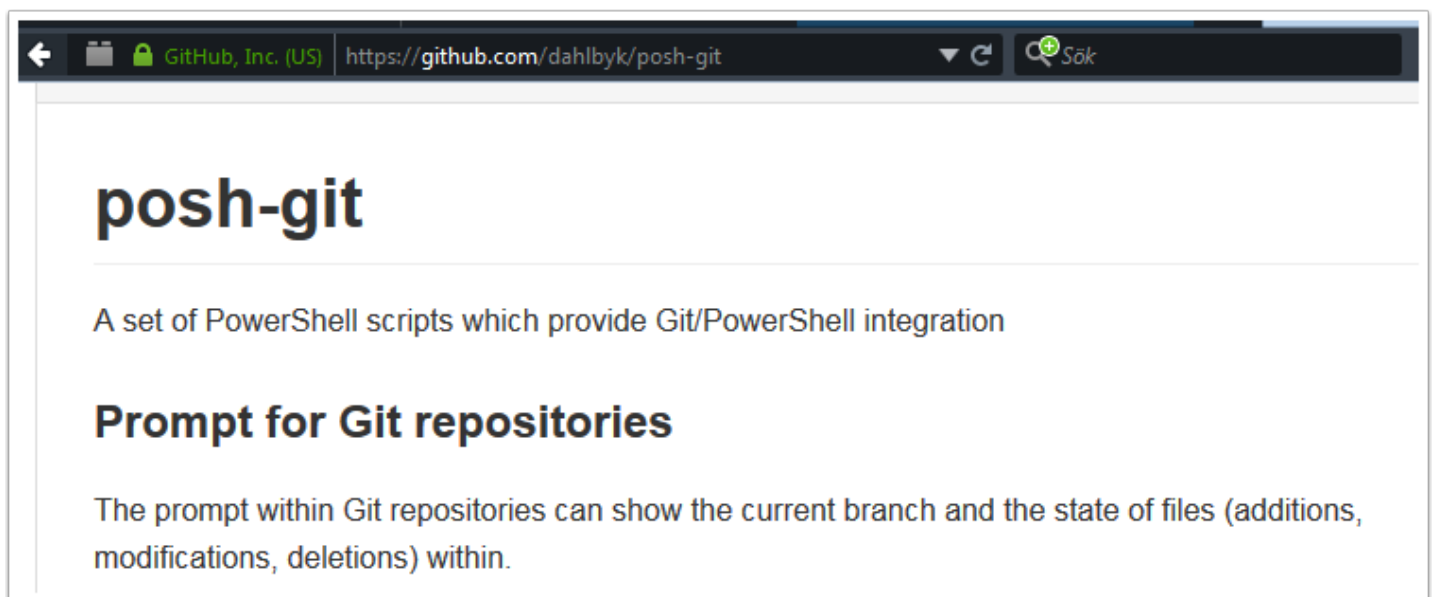 GitHub, Inc. (US) https://github.com/dahlbyk/posh-git Sök
posh-git
A set of PowerShell scripts which provide Git/PowerShell integration
Prompt for Git repositories
The prompt within Git repositories can show the current branch and the state of files (additions,
modifications, deletions) within.